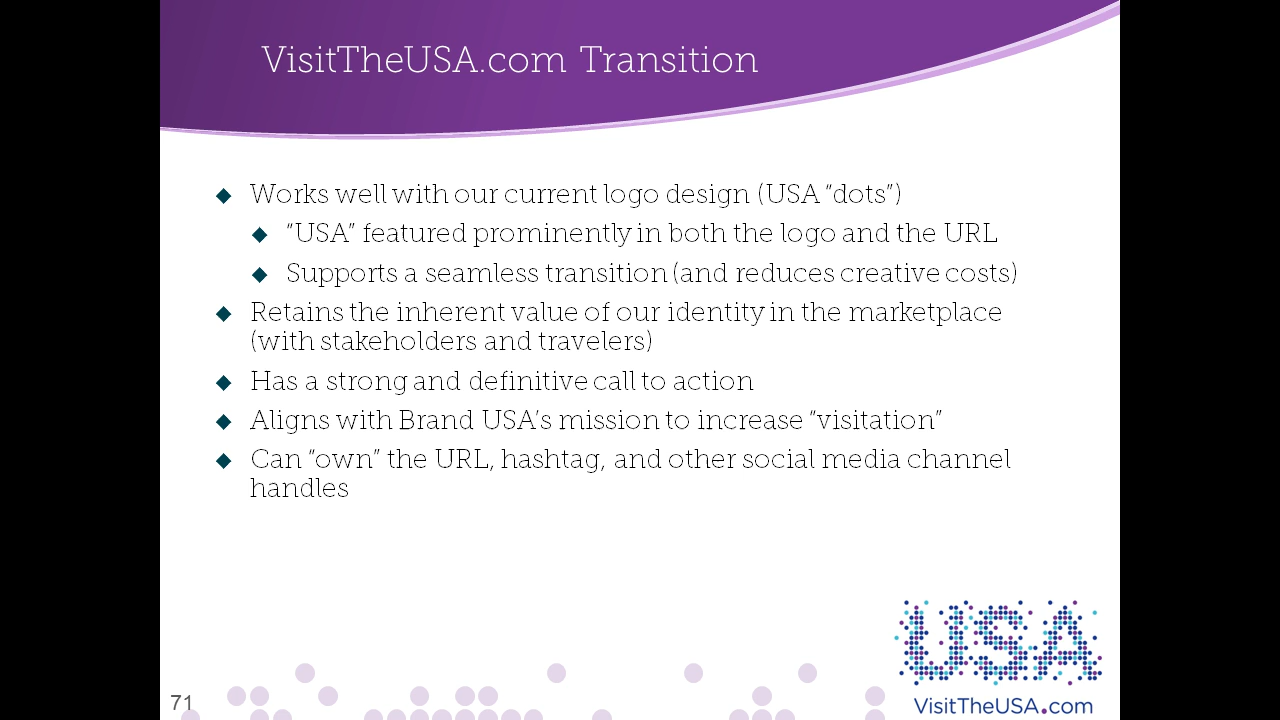 VisitTheUSA.com Transition
Works well with our current logo design (USA “dots”)
“USA” featured prominently in both the logo and the URL
Supports a seamless transition (and reduces creative costs)
Retains the inherent value of our identity in the marketplace
(with stakeholders and travelers)
Has a strong and definitive call to action
Aligns with Brand USA’s mission to increase “visitation”
Can “own” the URL, hashtag, and other social media channel
handles
USA
VisitTheUSA.com
71